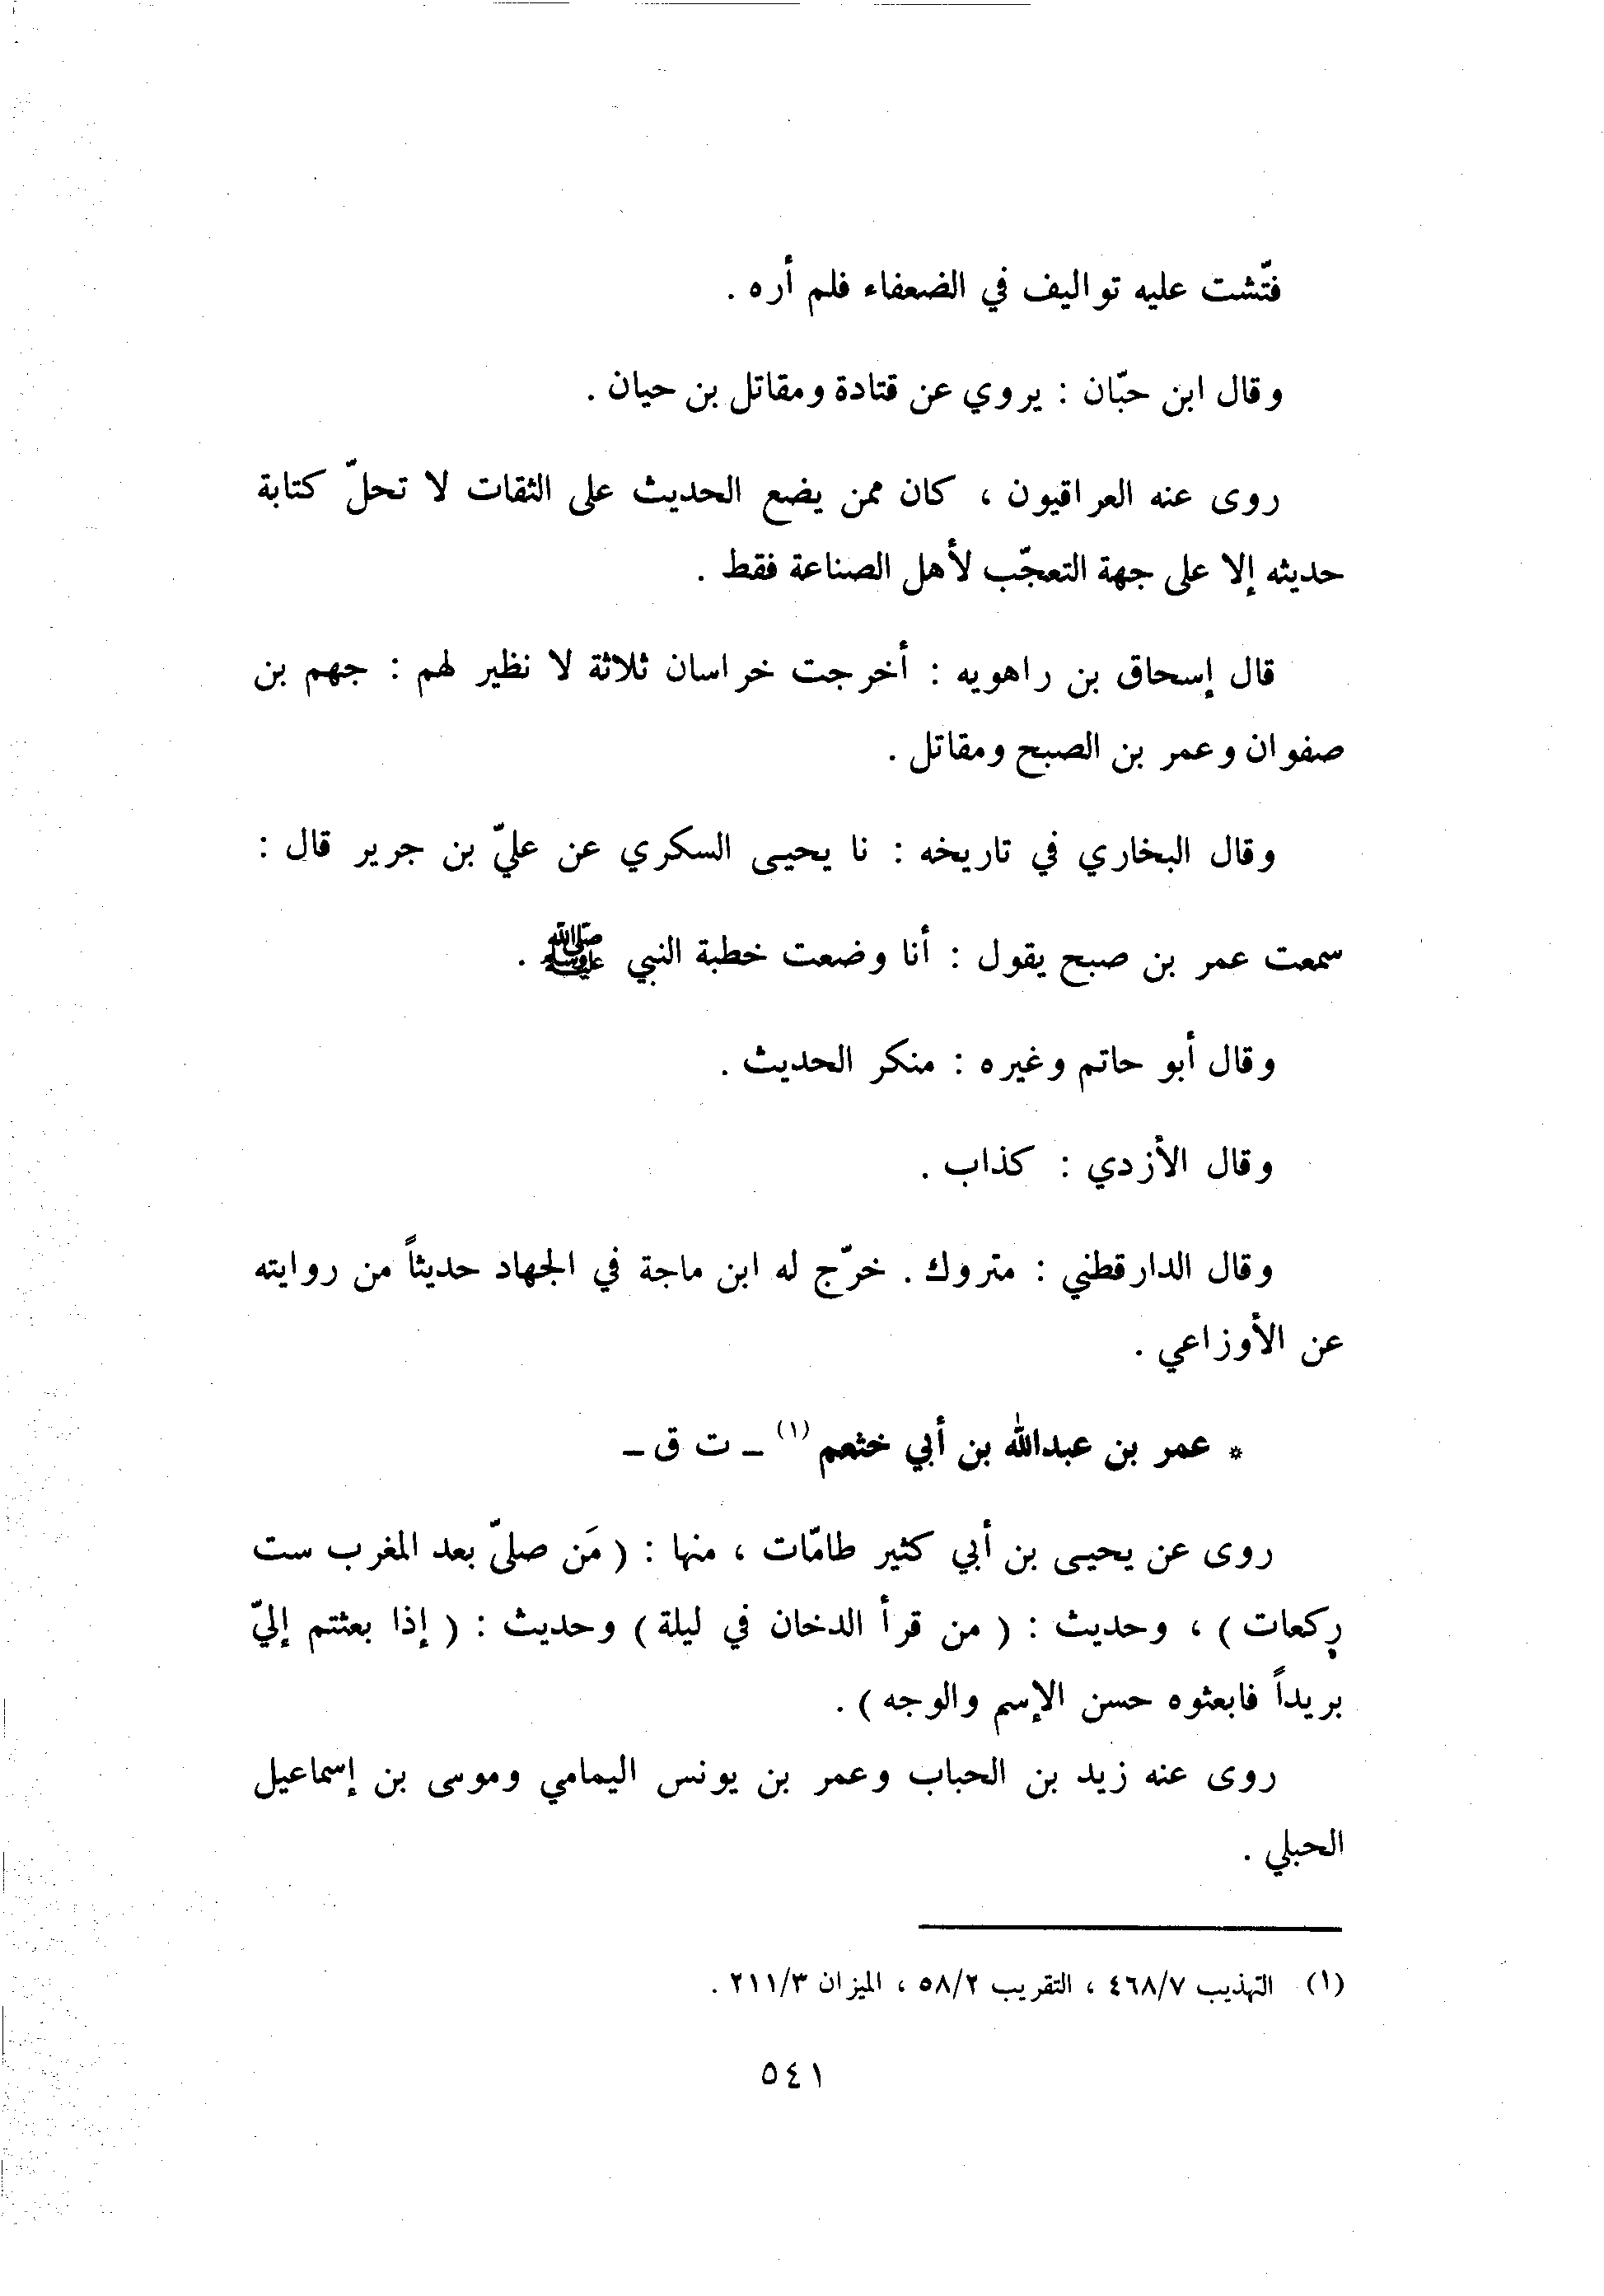 فتّشت عليه تواليف في الضعفاء فلم أره .
وقال ابن حبّان : يروي عن قتادة ومقاتل بن حيان .
روى عنه العراقيون ، كان ممن يضع الحديث على الثقات لا تحلّ كتابة
حديثه إلا على جهة التعجّب لأهل الصناعة فقط .
قال إسحاق بن راهويه : أخرجت خراسان ثلاثة لا نظير لهم : جهم بن
صفوان وعمر بن الصبح ومقاتل .
وقال البخاري في تاريخه : نا يحيى السكري عن عليّ بن جرير قال :
سمعت عمر بن صبح يقول : أنا وضعت خطبة النبي ﷺ .
وقال أبو حاتم وغيره : منكر الحديث .
وقال الأزدي : كذاب .
وقال الدارقطني : متروك . خرّج له ابن ماجة في الجهاد حديثاً من روايته
عن الأوزاعي .
* عمر بن عبدالله بن أبي خثعم (١) ـ ت ق ـ
روى عن يحيى بن أبي كثير طامّات ، منها : ( مَن صلىّ بعد المغرب ست
ركعات ) ، وحديث : ( من قرأ الدخان في ليلة ) وحديث : ( إذا بعثتم إليّ
بريداً فابعثوه حسن الإسم والوجه ) .
روى عنه زيد بن الحباب وعمر بن يونس اليمامي وموسى بن إسماعيل
الحبلي .
(١) التهذيب ٤٦٨/٧ ، التقريب ٥٨/٢ ، الميزان ٢١١/٣ .
٥٤١